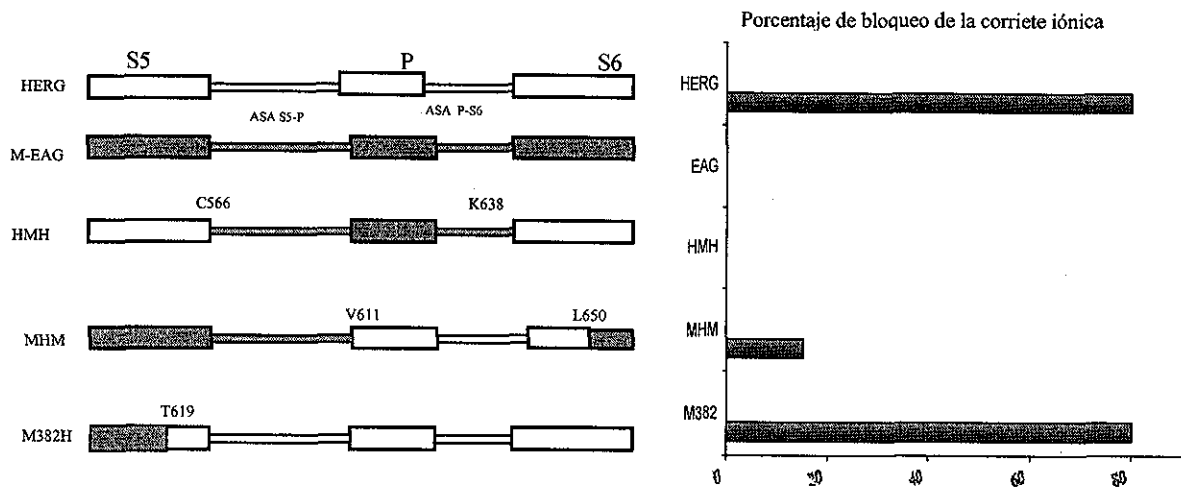 Porcentaje de bloqueo de la corriete iónica
S5 P S6
HERG
ASA S5-P ASA P-S6
M-EAG
C566 K638
HMH
V611 L650
MHM
T619
M382H
HERG
EAG
HMH
MHM
M382
0 20 40 60 80